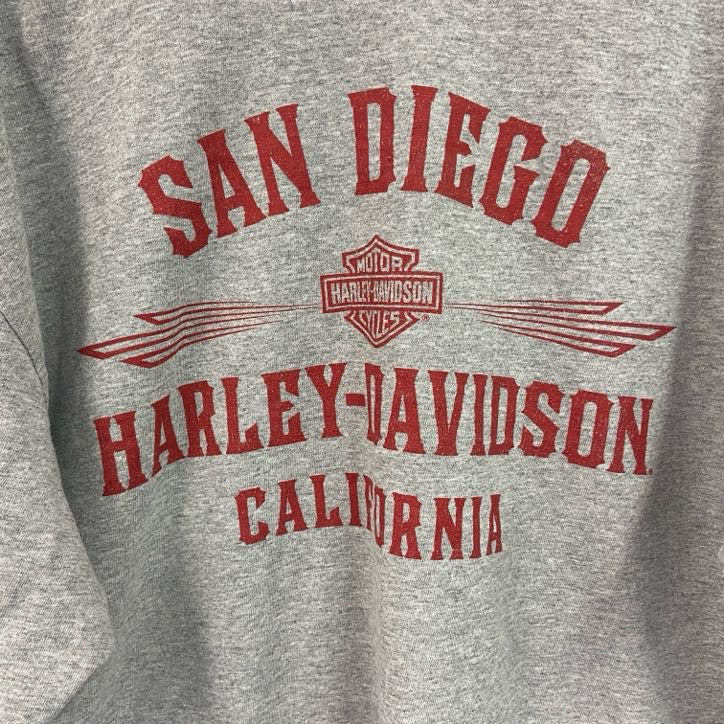 SAN DIEGO
MOTOR
HARLEY-DAVIDSON
CYCLES®
HARLEY-DAVIDSON.
CALIFORNIA